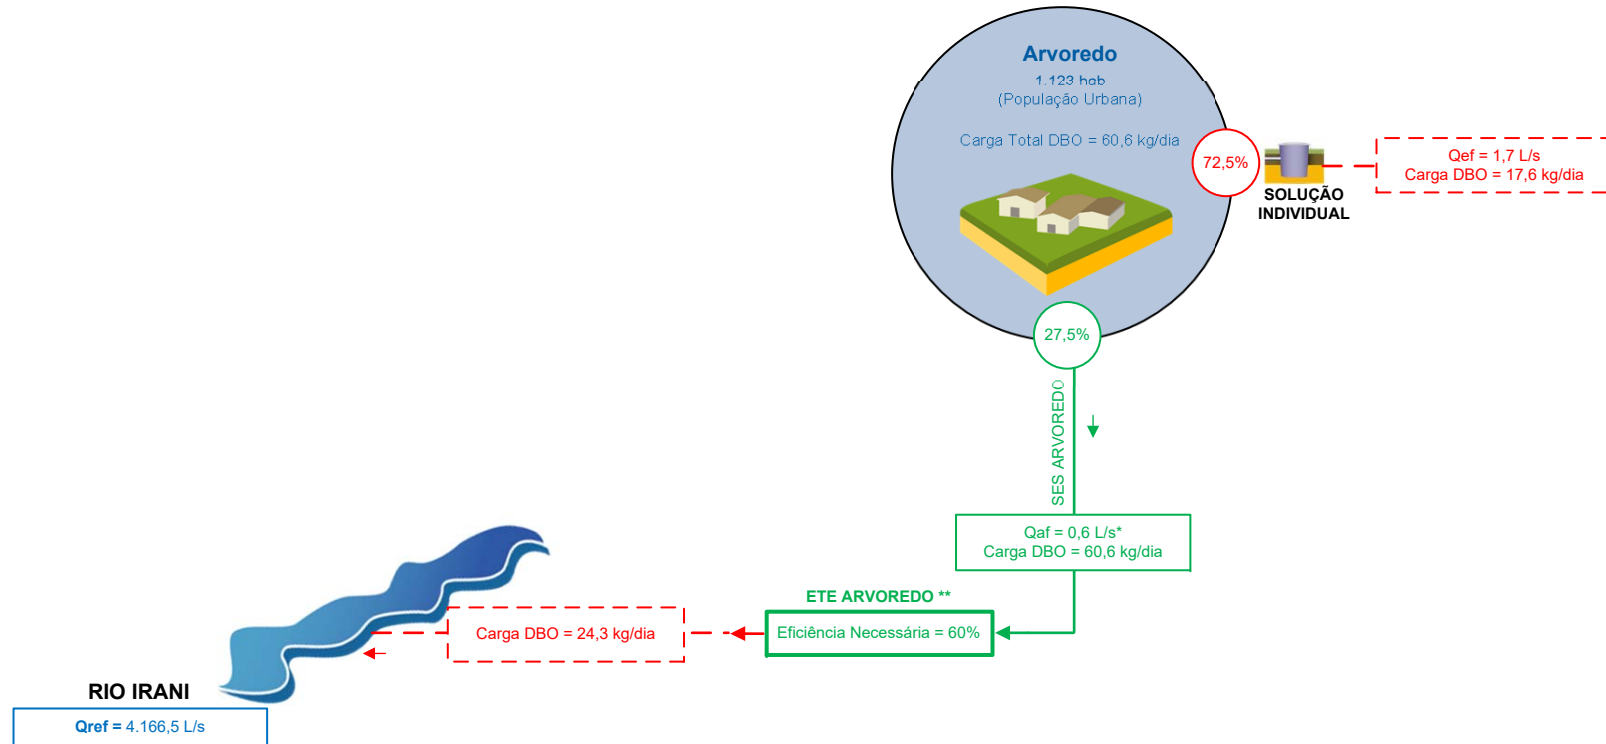 Arvoredo
1.123 hab
(População Urbana)
Carga Total DBO = 60,6 kg/dia
72,5%
SOLUÇÃO
INDIVIDUAL
Qef = 1,7 L/s
Carga DBO = 17,6 kg/dia
27,5%
SES ARVOREDO
Qaf = 0,6 L/s*
Carga DBO = 60,6 kg/dia
ETE ARVOREDO **
Eficiência Necessária = 60%
Carga DBO = 24,3 kg/dia
RIO IRANI
Qref = 4.166,5 L/s